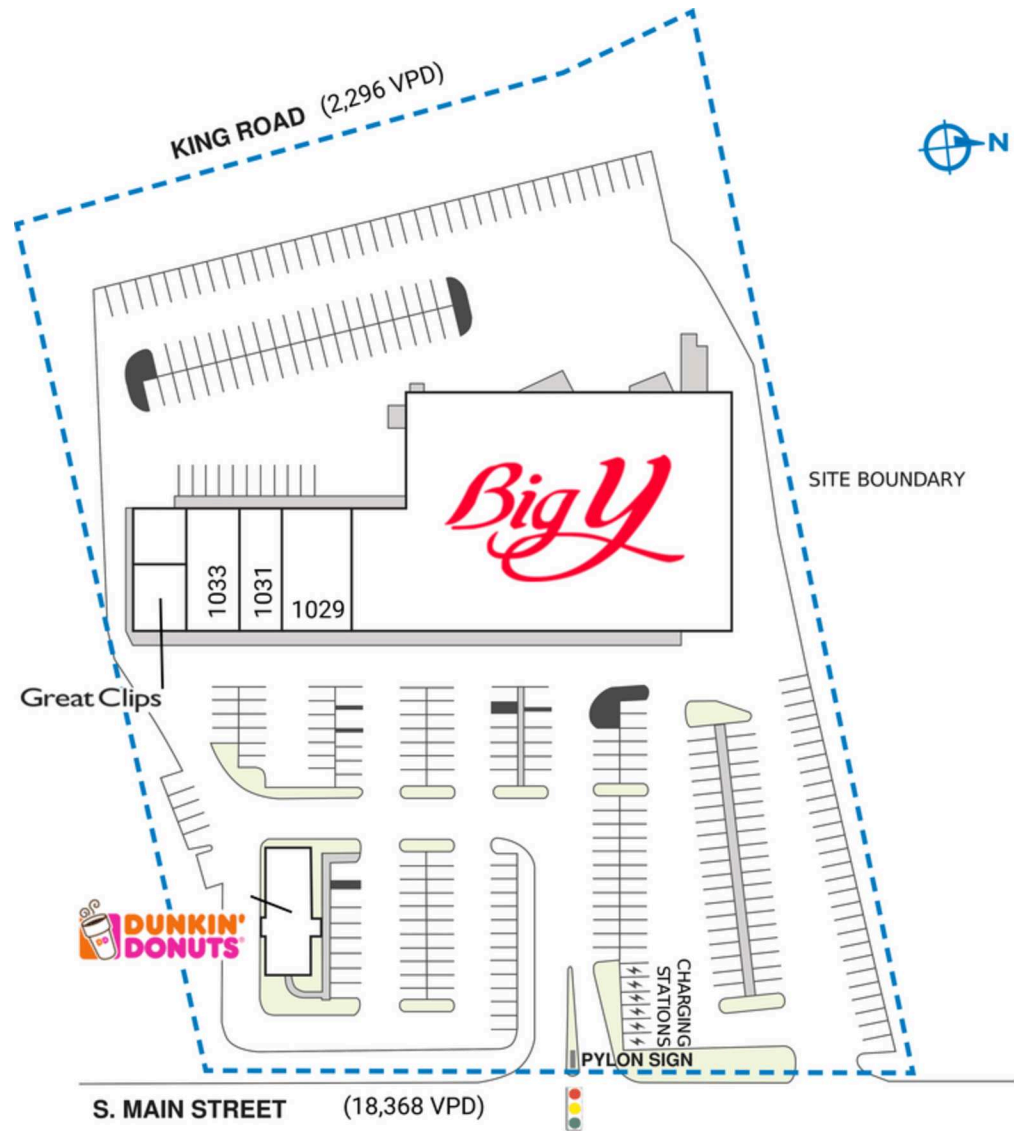 KING ROAD (2,296 VPD)
N
SITE BOUNDARY
Big Y
1033
1031
1029
Great Clips
DUNKIN'
DONUTS
DD
CHARGING
STATIONS
PYLON SIGN
S. MAIN STREET (18,368 VPD)